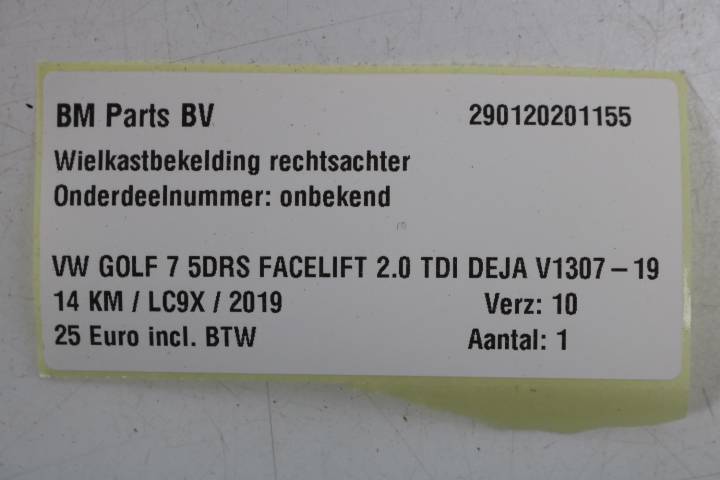 BM Parts BV 290120201155
Wielkastbekelding rechtsachter
Onderdeelnummer: onbekend
VW GOLF 7 5DRS FACELIFT 2.0 TDI DEJA V1307 – 19
14 KM / LC9X / 2019 Verz: 10
25 Euro incl. BTW Aantal: 1